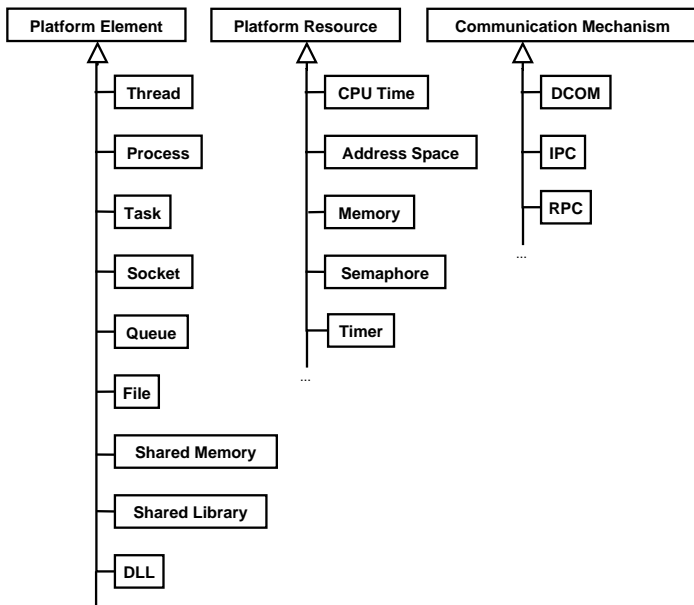 Platform Element
Thread
Process
Task
Socket
Queue
File
Shared Memory
Shared Library
DLL
Platform Resource
CPU Time
Address Space
Memory
Semaphore
Timer
...
Communication Mechanism
DCOM
IPC
RPC
...